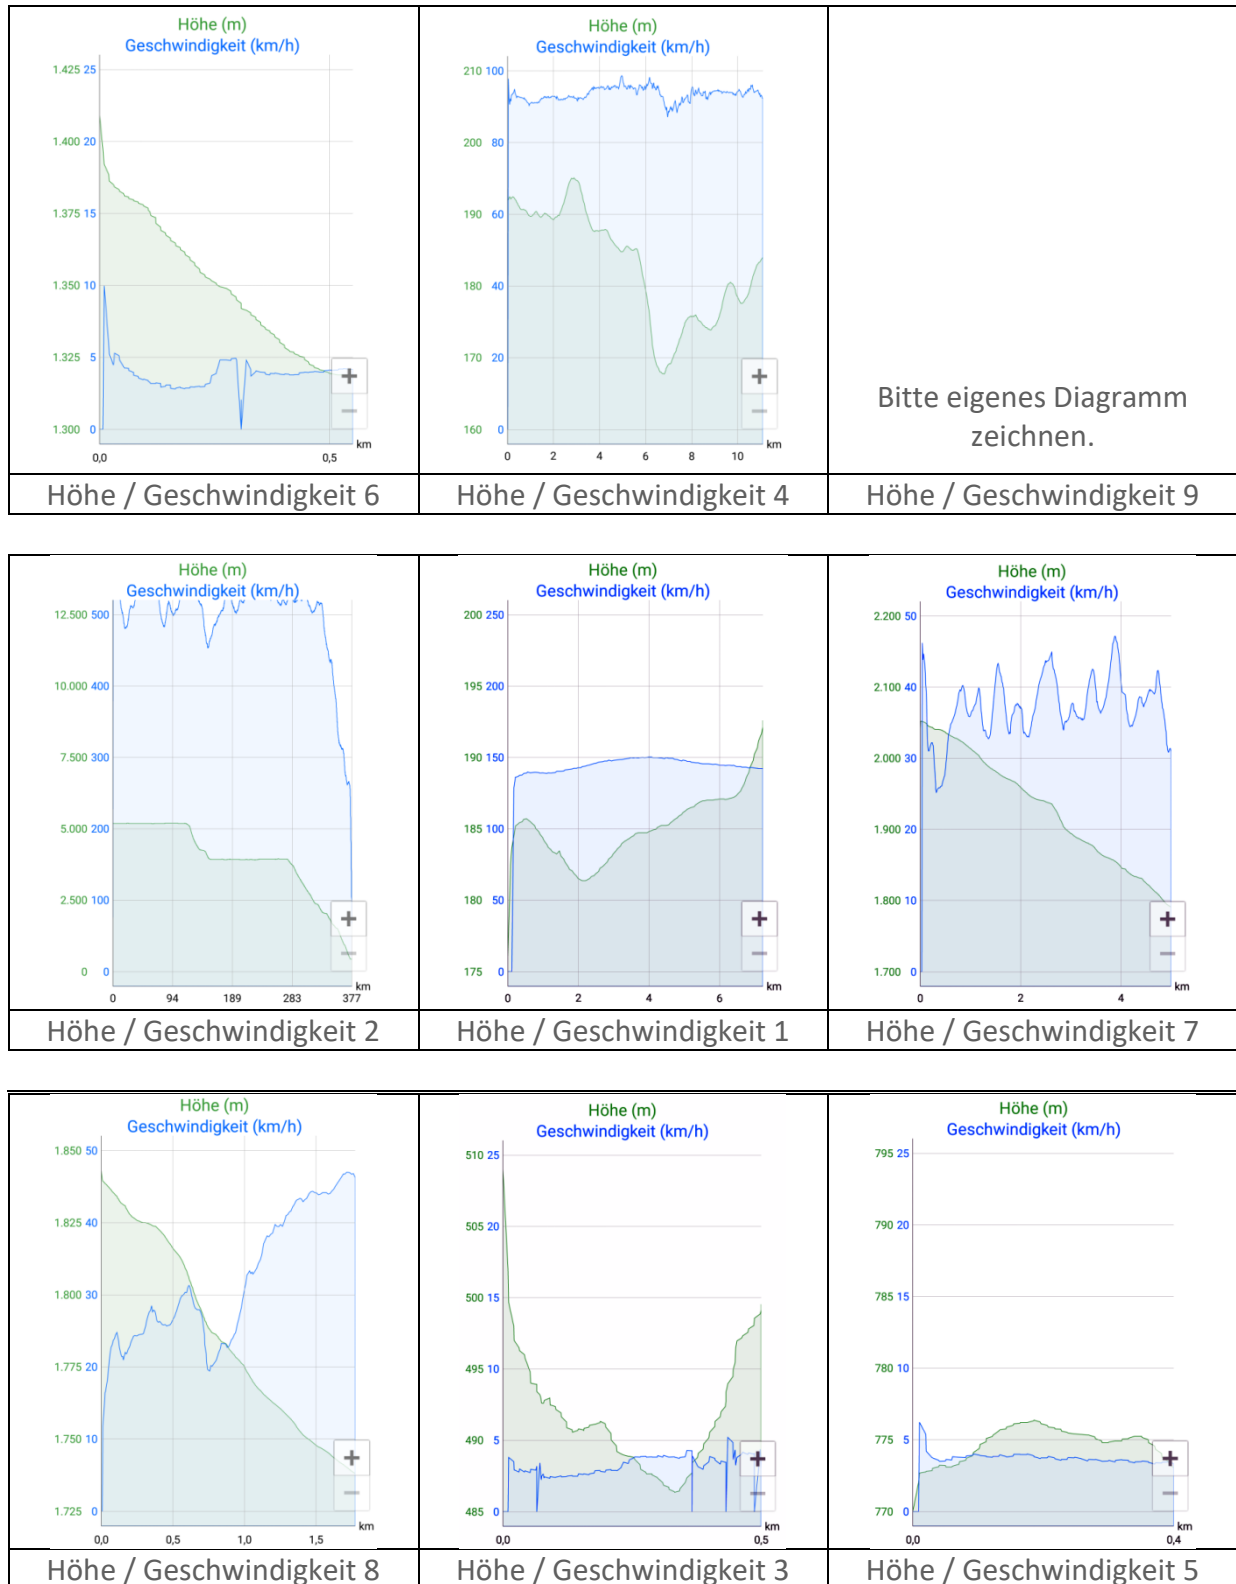 Höhe (m)
Geschwindigkeit (km/h)
1.425 25
1.400 20
1.375 15
1.350 10
1.325 5
1.300 0
0,0 0,5 km
+
−
Höhe / Geschwindigkeit 6
Höhe (m)
Geschwindigkeit (km/h)
210 100
200 80
190 60
180 40
170 20
160 0
0 2 4 6 8 10 km
+
−
Höhe / Geschwindigkeit 4
Bitte eigenes Diagramm
zeichnen.
Höhe / Geschwindigkeit 9
Höhe (m)
Geschwindigkeit (km/h)
12.500 500
10.000 400
7.500 300
5.000 200
2.500 100
0 0
0 94 189 283 377 km
+
−
Höhe / Geschwindigkeit 2
Höhe (m)
Geschwindigkeit (km/h)
200 250
195 200
190 150
185 100
180 50
175 0
0 2 4 6 km
+
−
Höhe / Geschwindigkeit 1
Höhe (m)
Geschwindigkeit (km/h)
2.200 50
2.100 40
2.000 30
1.900 20
1.800 10
1.700 0
0 2 4 km
+
−
Höhe / Geschwindigkeit 7
Höhe (m)
Geschwindigkeit (km/h)
1.850 50
1.825 40
1.800 30
1.775 20
1.750 10
1.725 0
0,0 0,5 1,0 1,5 km
+
−
Höhe / Geschwindigkeit 8
Höhe (m)
Geschwindigkeit (km/h)
510 25
505 20
500 15
495 10
490 5
485 0
0,0 0,5 km
+
−
Höhe / Geschwindigkeit 3
Höhe (m)
Geschwindigkeit (km/h)
795 25
790 20
785 15
780 10
775 5
770 0
0,0 0,4 km
+
−
Höhe / Geschwindigkeit 5